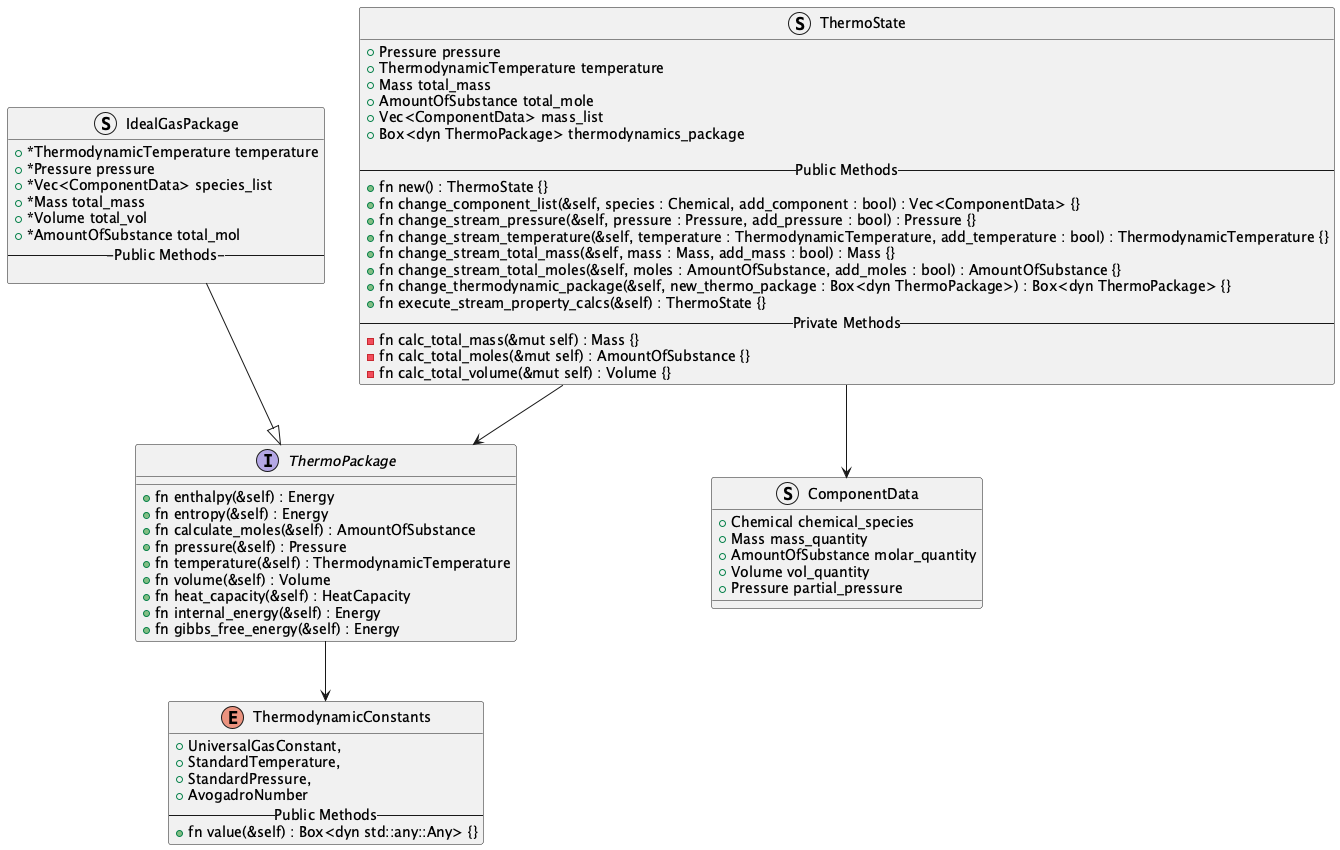 S ThermoState
Pressure pressure
ThermodynamicTemperature temperature
Mass total_mass
AmountOfSubstance total_mole
Vec<ComponentData> mass_list
Box<dyn ThermoPackage> thermodynamics_package
Public Methods
fn new() : ThermoState {}
fn change_component_list(&self, species : Chemical, add_component : bool) : Vec<ComponentData> {}
fn change_stream_pressure(&self, pressure : Pressure, add_pressure : bool) : Pressure {}
fn change_stream_temperature(&self, temperature : ThermodynamicTemperature, add_temperature : bool) : ThermodynamicTemperature {}
fn change_stream_total_mass(&self, mass : Mass, add_mass : bool) : Mass {}
fn change_stream_total_moles(&self, moles : AmountOfSubstance, add_moles : bool) : AmountOfSubstance {}
fn change_thermodynamic_package(&self, new_thermo_package : Box<dyn ThermoPackage>) : Box<dyn ThermoPackage> {}
fn execute_stream_property_calcs(&self) : ThermoState {}
Private Methods
fn calc_total_mass(&mut self) : Mass {}
fn calc_total_moles(&mut self) : AmountOfSubstance {}
fn calc_total_volume(&mut self) : Volume {}
S IdealGasPackage
*ThermodynamicTemperature temperature
*Pressure pressure
*Vec<ComponentData> species_list
*Mass total_mass
*Volume total_vol
*AmountOfSubstance total_mol
-Public Methods-
I ThermoPackage
fn enthalpy(&self) : Energy
fn entropy(&self) : Energy
fn calculate_moles(&self) : AmountOfSubstance
fn pressure(&self) : Pressure
fn temperature(&self) : ThermodynamicTemperature
fn volume(&self) : Volume
fn heat_capacity(&self) : HeatCapacity
fn internal_energy(&self) : Energy
fn gibbs_free_energy(&self) : Energy
S ComponentData
Chemical chemical_species
Mass mass_quantity
AmountOfSubstance molar_quantity
Volume vol_quantity
Pressure partial_pressure
E ThermodynamicConstants
UniversalGasConstant,
StandardTemperature,
StandardPressure,
AvogadroNumber
Public Methods
fn value(&self) : Box<dyn std::any::Any> {}